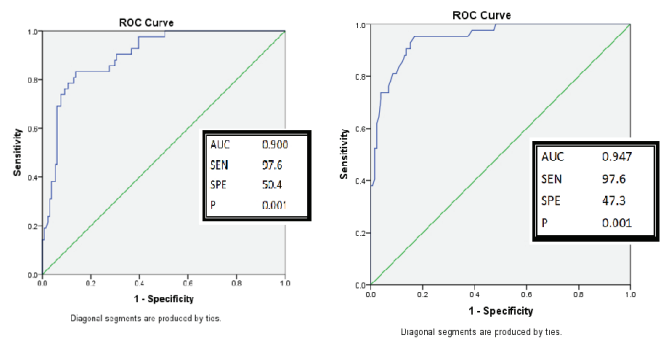 ROC Curve
1.0
0.8
0.6
0.4
0.2
0.0
Sensitivity
AUC 0.900
SEN 97.6
SPE 50.4
P 0.001
0.0 0.2 0.4 0.6 0.8 1.0
1 - Specificity
Diagonal segments are produced by ties.
ROC Curve
1.0
0.8
0.6
0.4
0.2
0.0
Sensitivity
AUC 0.947
SEN 97.6
SPE 47.3
P 0.001
0.0 0.2 0.4 0.6 0.8 1.0
1 - Specificity
Diagonal segments are produced by ties.